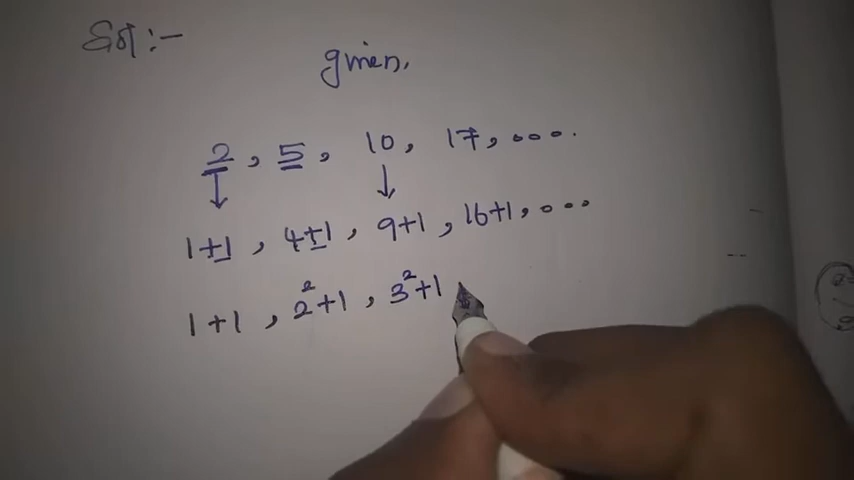 Sol :-
given,
2, 5, 10, 17, ....
1+1, 4+1, 9+1, 16+1, ....
1+1, 2²+1, 3²+1